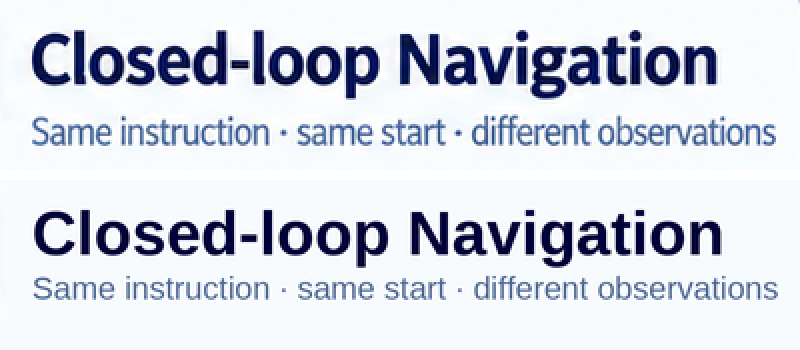 Closed-loop Navigation
Same instruction · same start · different observations
Closed-loop Navigation
Same instruction · same start · different observations